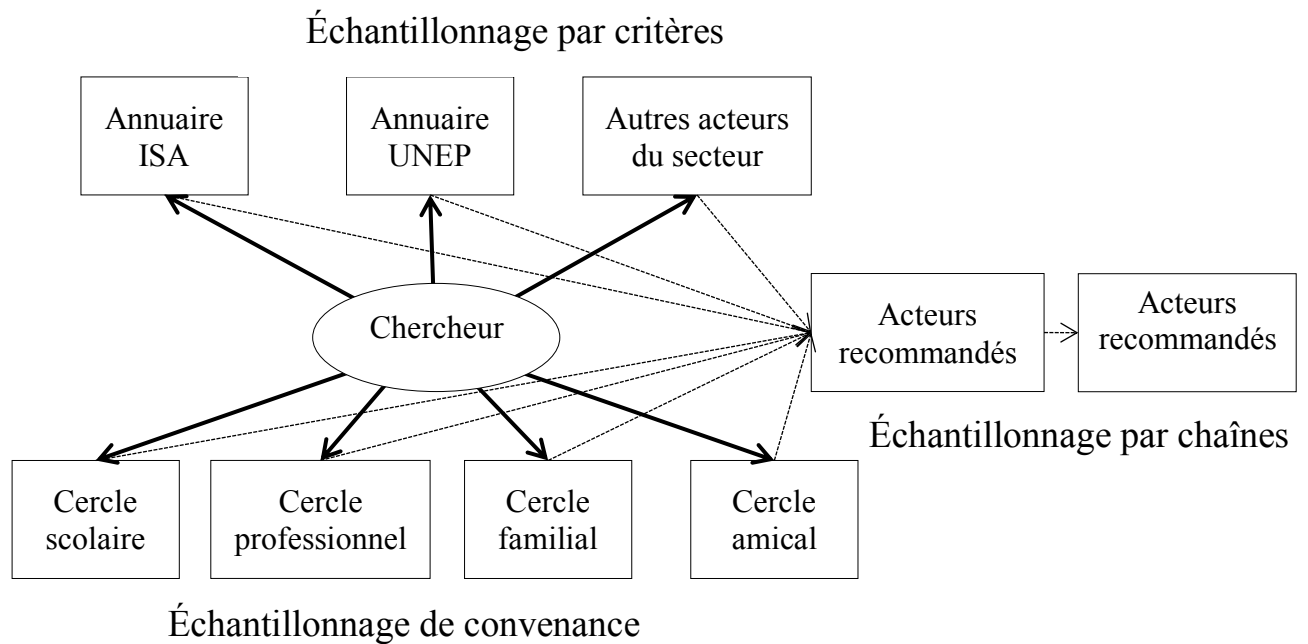 Échantillonnage par critères
Annuaire
ISA
Annuaire
UNEP
Autres acteurs
du secteur
Chercheur
Acteurs
recommandés
Acteurs
recommandés
Échantillonnage par chaînes
Cercle
scolaire
Cercle
professionnel
Cercle
familial
Cercle
amical
Échantillonnage de convenance